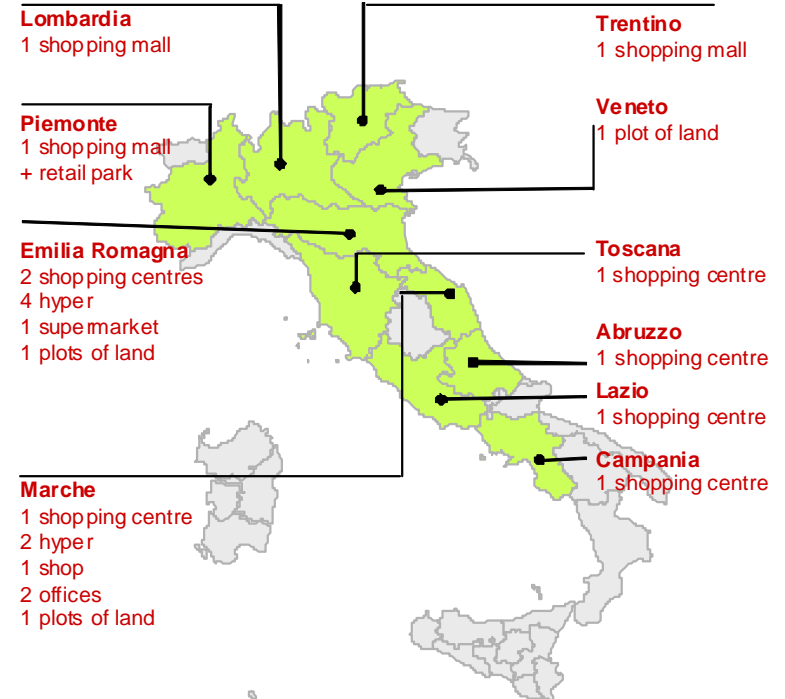 Lombardia
1 shopping mall
Piemonte
1 shopping mall
+ retail park
Emilia Romagna
2 shopping centres
4 hyper
1 supermarket
1 plots of land
Marche
1 shopping centre
2 hyper
1 shop
2 offices
1 plots of land
Trentino
1 shopping mall
Veneto
1 plot of land
Toscana
1 shopping centre
Abruzzo
1 shopping centre
Lazio
1 shopping centre
Campania
1 shopping centre